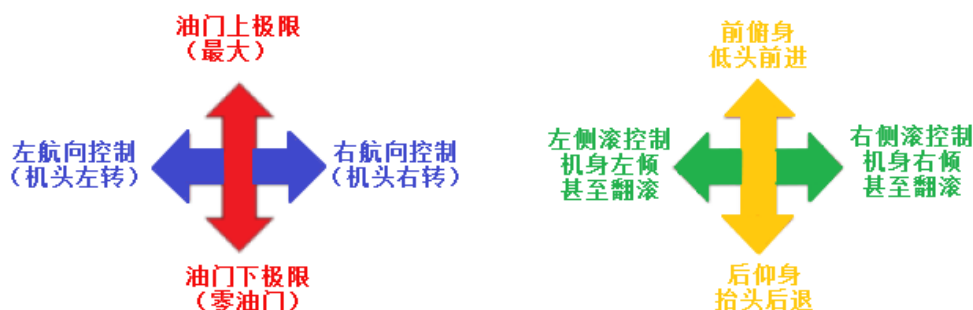 油门上极限
（最大）
左航向控制
（机头左转）
右航向控制
（机头右转）
油门下极限
（零油门）
前俯身
低头前进
左侧滚控制
机身左倾
甚至翻滚
右侧滚控制
机身右倾
甚至翻滚
后仰身
抬头后退